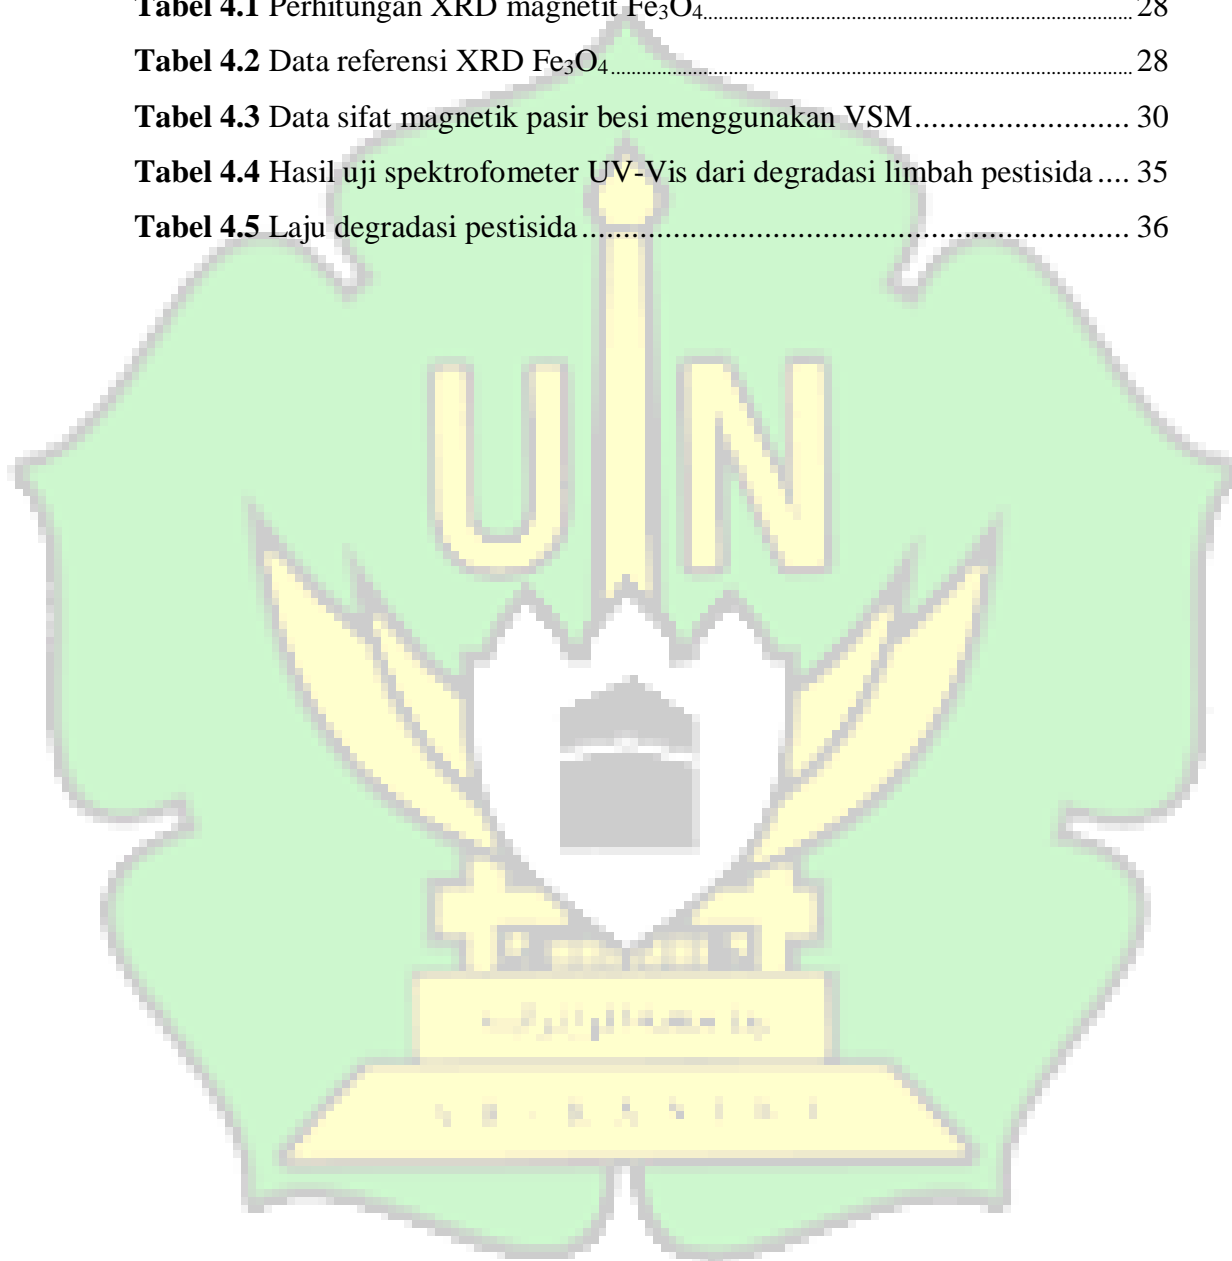 Tabel 4.1 Perhitungan XRD magnetit Fe₃O₄ 28
Tabel 4.2 Data referensi XRD Fe₃O₄ 28
Tabel 4.3 Data sifat magnetik pasir besi menggunakan VSM 30
Tabel 4.4 Hasil uji spektrofometer UV-Vis dari degradasi limbah pestisida .... 35
Tabel 4.5 Laju degradasi pestisida 36
UIN